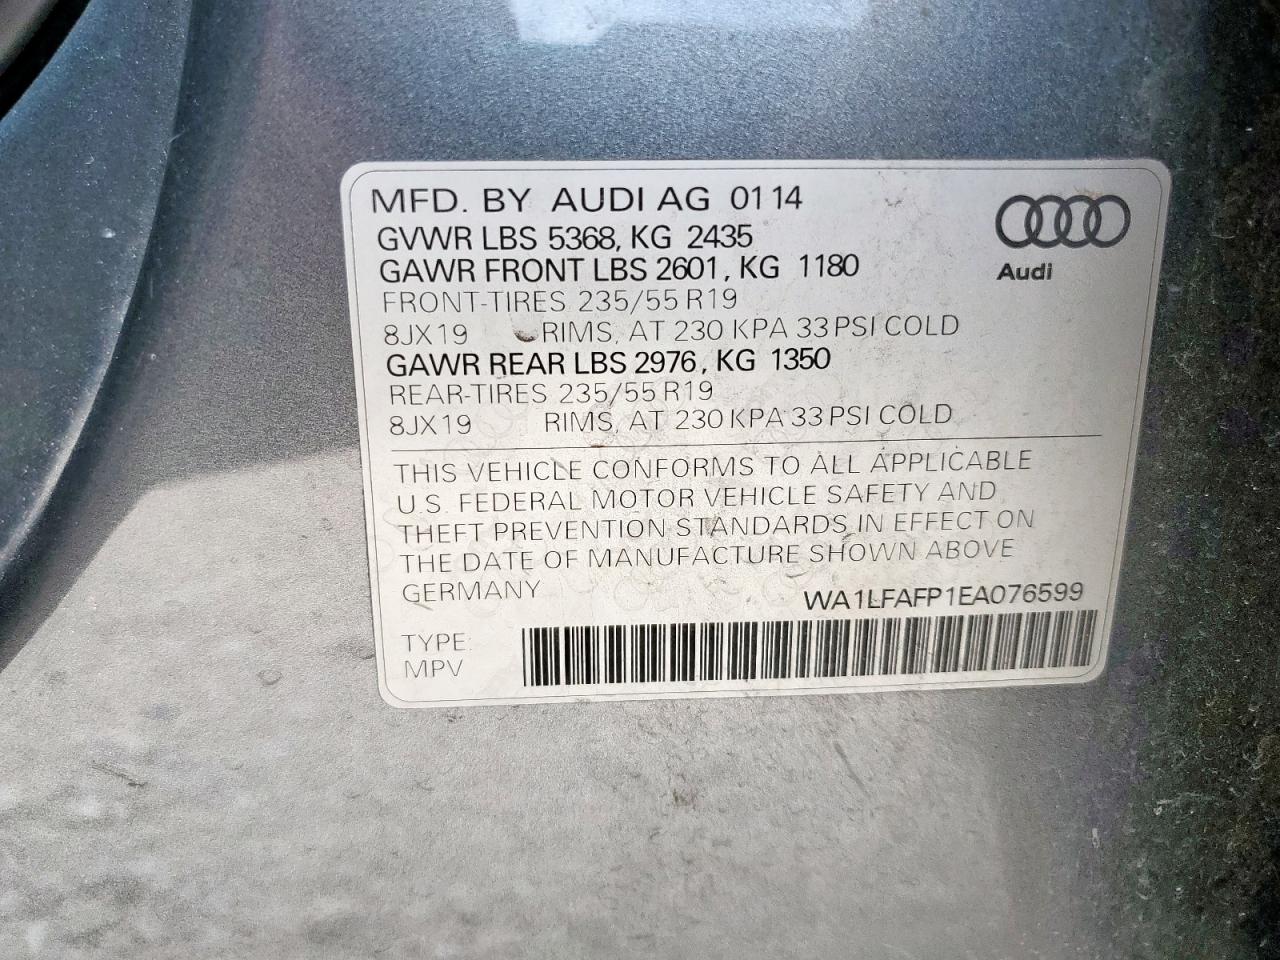 MFD. BY AUDI AG 01 14
GVWR LBS 5368, KG 2435
GAWR FRONT LBS 2601, KG 1180
FRONT-TIRES 235/55 R19
8JX19 RIMS, AT 230 KPA 33 PSI COLD
GAWR REAR LBS 2976, KG 1350
REAR-TIRES 235/55 R19
8JX19 RIMS, AT 230 KPA 33 PSI COLD
Audi
THIS VEHICLE CONFORMS TO ALL APPLICABLE
U.S. FEDERAL MOTOR VEHICLE SAFETY AND
THEFT PREVENTION STANDARDS IN EFFECT ON
THE DATE OF MANUFACTURE SHOWN ABOVE
GERMANY WA1LFAFP1EA076599
TYPE:
MPV